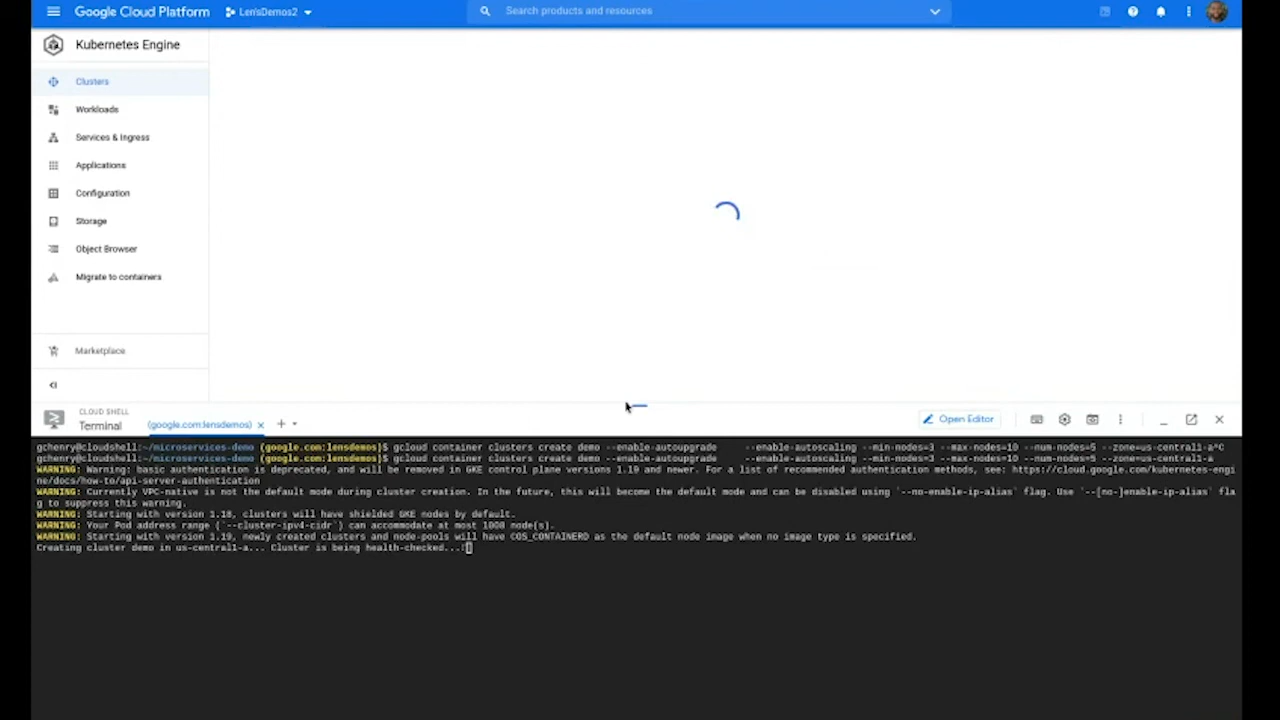 Google Cloud Platform
Len'sDemos2
Search products and resources
Kubernetes Engine
Clusters
Workloads
Services & Ingress
Applications
Configuration
Storage
Object Browser
Migrate to containers
Marketplace
CLOUD SHELL
Terminal
(google.com:lensdemos)
Open Editor
gchenry@cloudshell:~/microservices-demo (google.com:lensdemos)$ gcloud container clusters create demo --enable-autoupgrade --enable-autoscaling --min-nodes=3 --max-nodes=10 --num-nodes=5 --zone=us-central1-a^C
gchenry@cloudshell:~/microservices-demo (google.com:lensdemos)$ gcloud container clusters create demo --enable-autoupgrade --enable-autoscaling --min-nodes=3 --max-nodes=10 --num-nodes=5 --zone=us-central1-a
WARNING: Warning: basic authentication is deprecated, and will be removed in GKE control plane versions 1.19 and newer. For a list of recommended authentication methods, see: https://cloud.google.com/kubernetes-engi
ne/docs/how-to/api-server-authentication
WARNING: Currently VPC-native is not the default mode during cluster creation. In the future, this will become the default mode and can be disabled using `--no-enable-ip-alias` flag. Use `--[no-]enable-ip-alias` fla
g to suppress this warning.
WARNING: Starting with version 1.18, clusters will have shielded GKE nodes by default.
WARNING: Your Pod address range (`--cluster-ipv4-cidr`) can accommodate at most 1008 node(s).
WARNING: Starting with version 1.19, newly created clusters and node-pools will have COS_CONTAINERD as the default node image when no image type is specified.
Creating cluster demo in us-central1-a... Cluster is being health-checked...